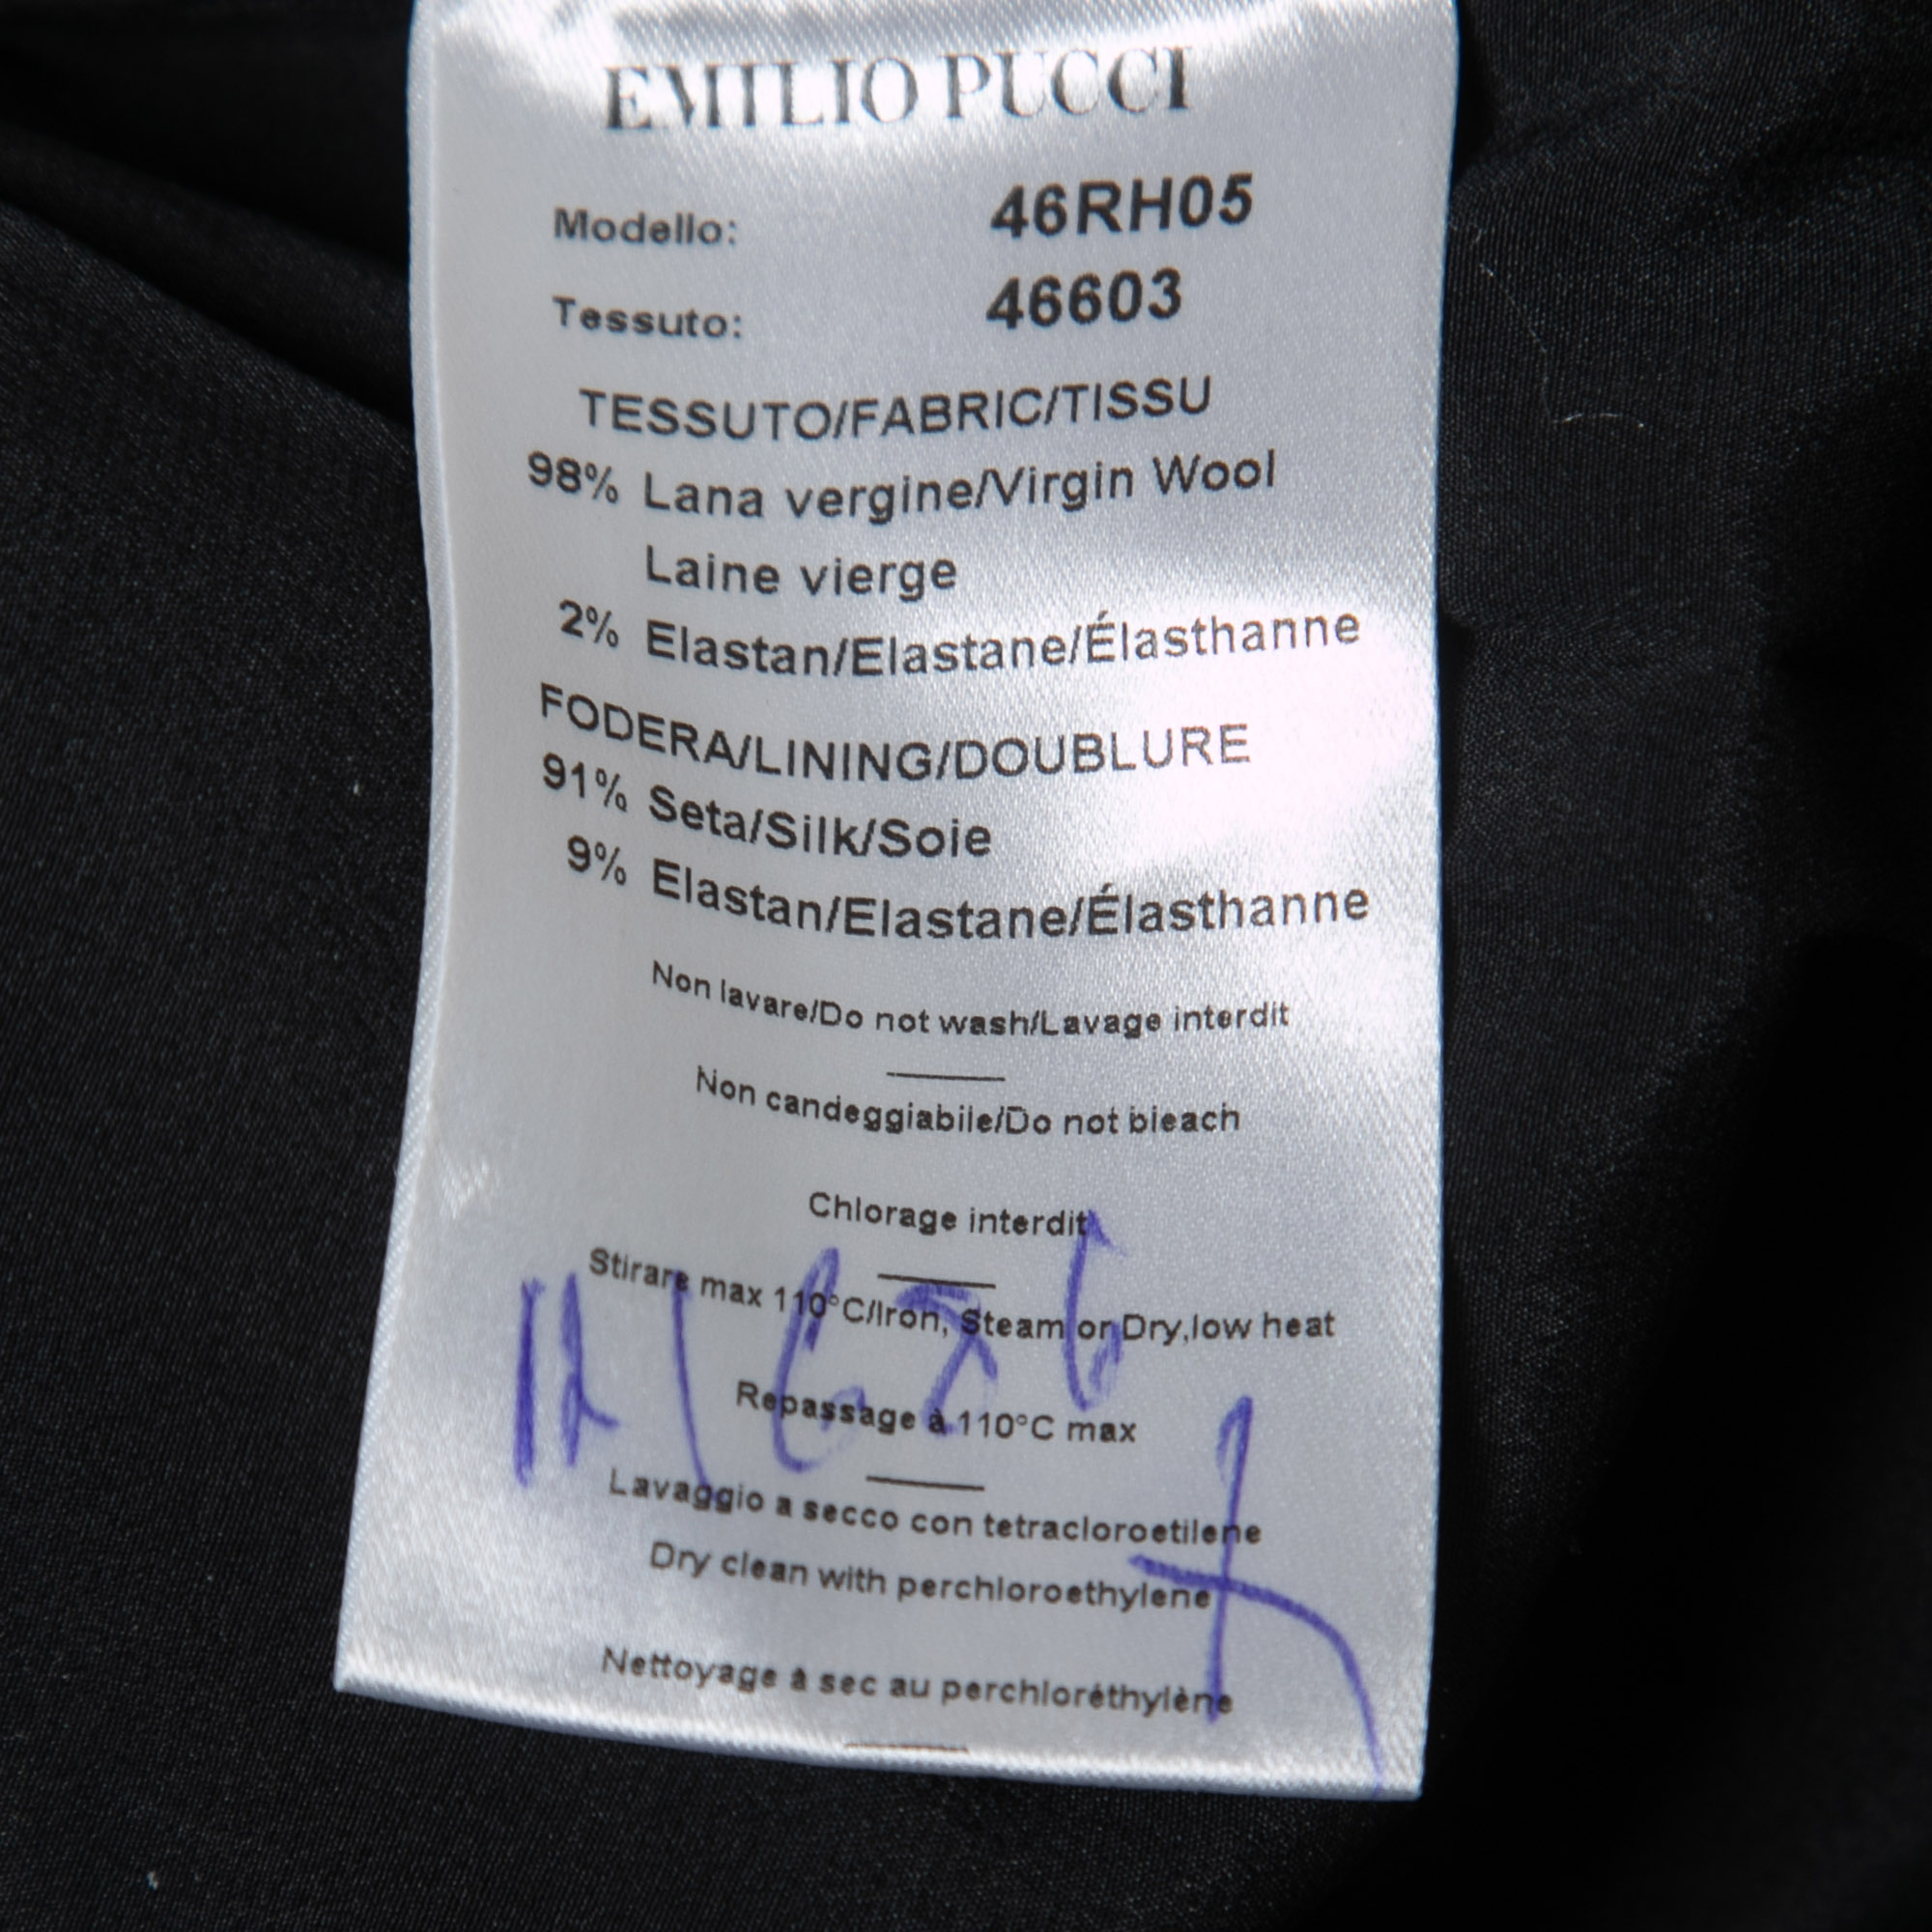 EMILIO PUCCI
Modello: 46RH05
Tessuto: 46603
TESSUTO/FABRIC/TISSU
98% Lana vergine/Virgin Wool
Laine vierge
2% Elastan/Elastane/Élasthanne
FODERA/LINING/DOUBLURE
91% Seta/Silk/Soie
9% Elastan/Elastane/Élasthanne
Non lavare/Do not wash/Lavage interdit
Non candeggiabile/Do not bleach
Chlorage interdit
Stirare max 110°C/Iron, Steam or Dry,low heat
Repassage à 110°C max
Lavaggio a secco con tetracloroetilene
Dry clean with perchloroethylene
Nettoyage à sec au perchloréthylène